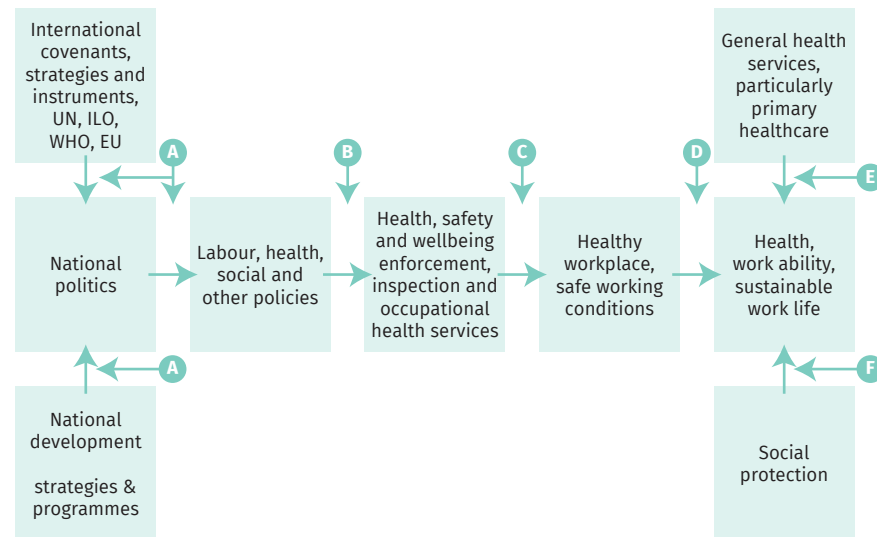 International
covenants,
strategies and
instruments,
UN, ILO,
WHO, EU
General health
services,
particularly
primary
healthcare
A
B
C
D
E
National
politics
Labour, health,
social and
other policies
Health, safety
and wellbeing
enforcement,
inspection and
occupational
health services
Healthy
workplace,
safe working
conditions
Health,
work ability,
sustainable
work life
A
F
National
development
strategies &
programmes
Social
protection